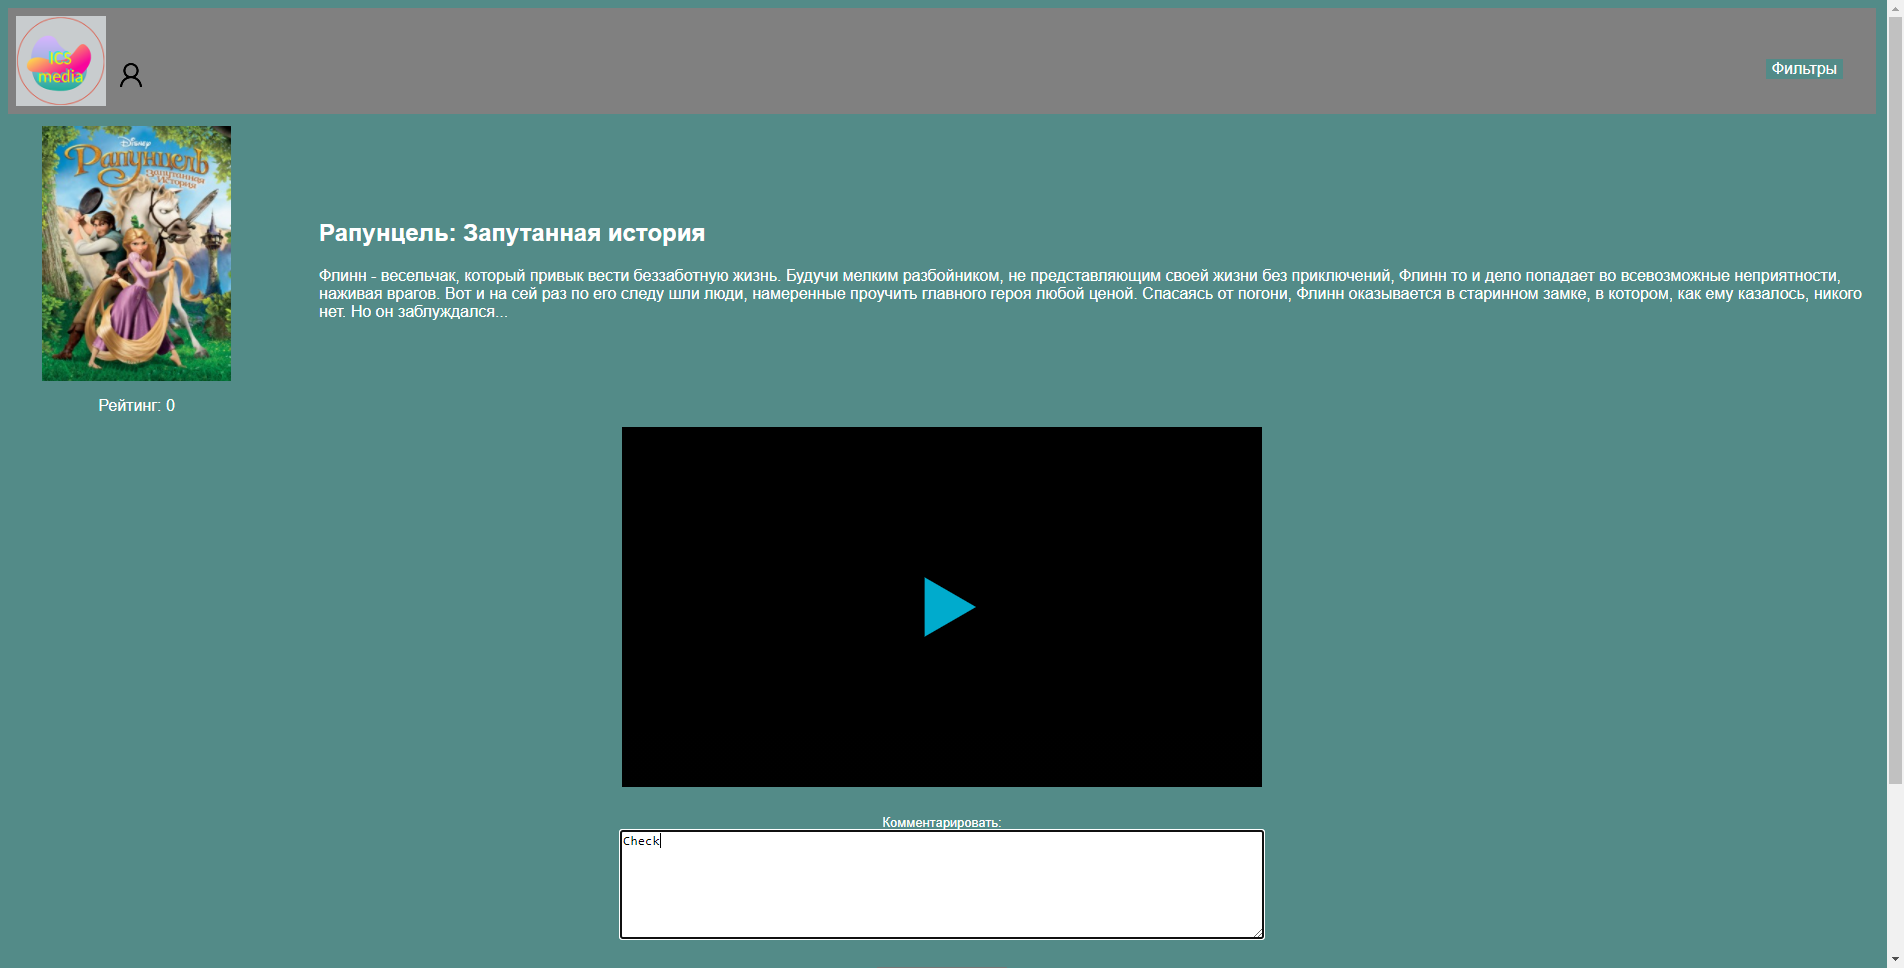 ICS
media
Фильтры
Disney
Рапунцель
Запутанная
История
Рапунцель: Запутанная история
Флинн - весельчак, который привык вести беззаботную жизнь. Будучи мелким разбойником, не представляющим своей жизни без приключений, Флинн то и дело попадает во всевозможные неприятности,
наживая врагов. Вот и на сей раз по его следу шли люди, намеренные проучить главного героя любой ценой. Спасаясь от погони, Флинн оказывается в старинном замке, в котором, как ему казалось, никого
нет. Но он заблуждался...
Рейтинг: 0
Комментарировать:
Check